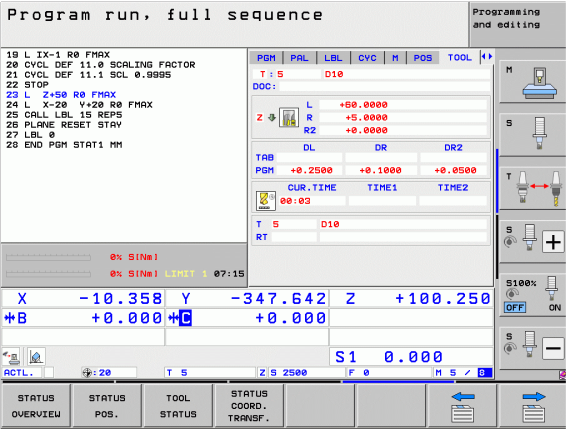 Program run, full sequence
Programming and editing
19 L IX-1 R0 FMAX
20 CYCL DEF 11.0 SCALING FACTOR
21 CYCL DEF 11.1 SCL 0.9995
22 STOP
23 L Z+50 R0 FMAX
24 L X-20 Y+20 R0 FMAX
25 CALL LBL 15 REP5
26 PLANE RESET STAY
27 LBL 0
28 END PGM STAT1 MM
0% S[Nm]
0% S[Nm] LIMIT 1 07:15
PGM PAL LBL CYC M POS TOOL
T : 5 D10
DOC:
L +60.0000
Z R +5.0000
R2 +0.0000
DL DR DR2
TAB
PGM +0.2500 +0.1000 +0.0500
CUR.TIME TIME1 TIME2
00:03
T 5 D10
RT
X -10.358 Y -347.642 Z +100.250
B +0.000 C +0.000
S1 0.000
ACTL. : 20 T 5 Z S 2500 F 0 M 5 / 8
M
S
T
S
S100%
OFF ON
S
STATUS OVERVIEW
STATUS POS.
TOOL STATUS
STATUS COORD. TRANSF.